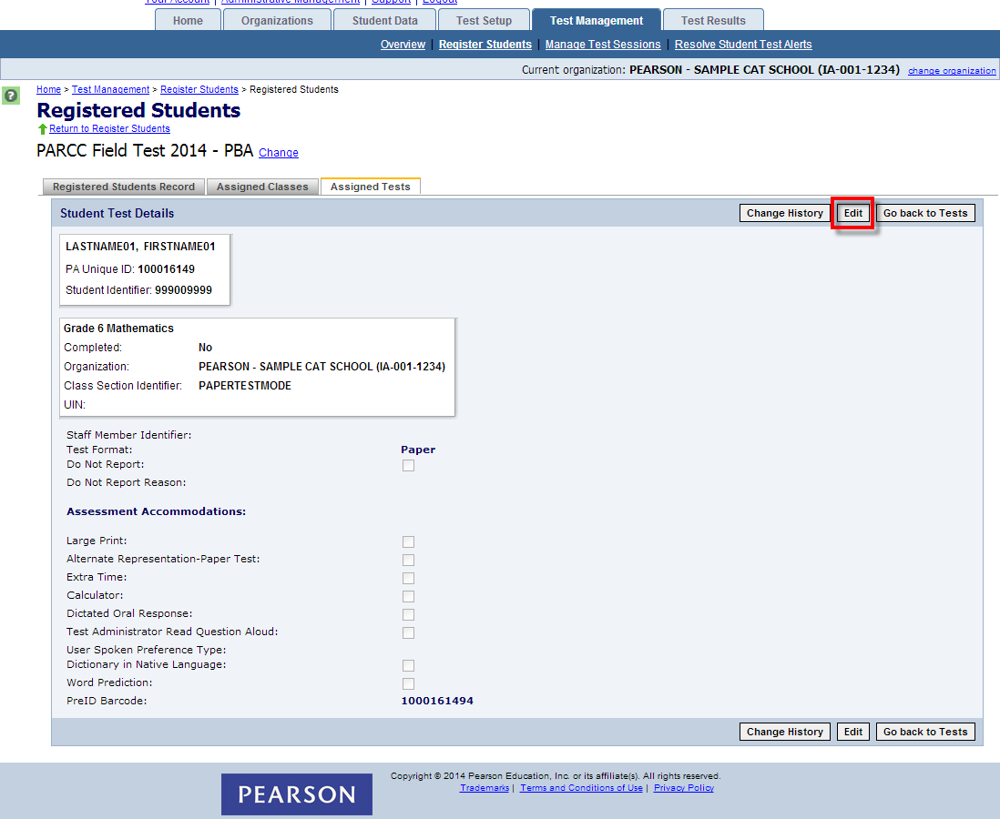 Your Account | Administrative Management | Support | Logout
Home Organizations Student Data Test Setup Test Management Test Results
Overview | Register Students | Manage Test Sessions | Resolve Student Test Alerts
Current organization: PEARSON - SAMPLE CAT SCHOOL (IA-001-1234) change organization
?
Home > Test Management > Register Students > Registered Students
Registered Students
Return to Register Students
PARCC Field Test 2014 - PBA Change
Registered Students Record Assigned Classes Assigned Tests
Student Test Details Change History Edit Go back to Tests
LASTNAME01, FIRSTNAME01
PA Unique ID: 100016149
Student Identifier: 999009999
Grade 6 Mathematics
Completed: No
Organization: PEARSON - SAMPLE CAT SCHOOL (IA-001-1234)
Class Section Identifier: PAPERTESTMODE
UIN:
Staff Member Identifier:
Test Format: Paper
Do Not Report:
Do Not Report Reason:
Assessment Accommodations:
Large Print:
Alternate Representation-Paper Test:
Extra Time:
Calculator:
Dictated Oral Response:
Test Administrator Read Question Aloud:
User Spoken Preference Type:
Dictionary in Native Language:
Word Prediction:
PreID Barcode: 1000161494
Change History Edit Go back to Tests
PEARSON
Copyright © 2014 Pearson Education, Inc. or its affiliate(s). All rights reserved.
Trademarks | Terms and Conditions of Use | Privacy Policy